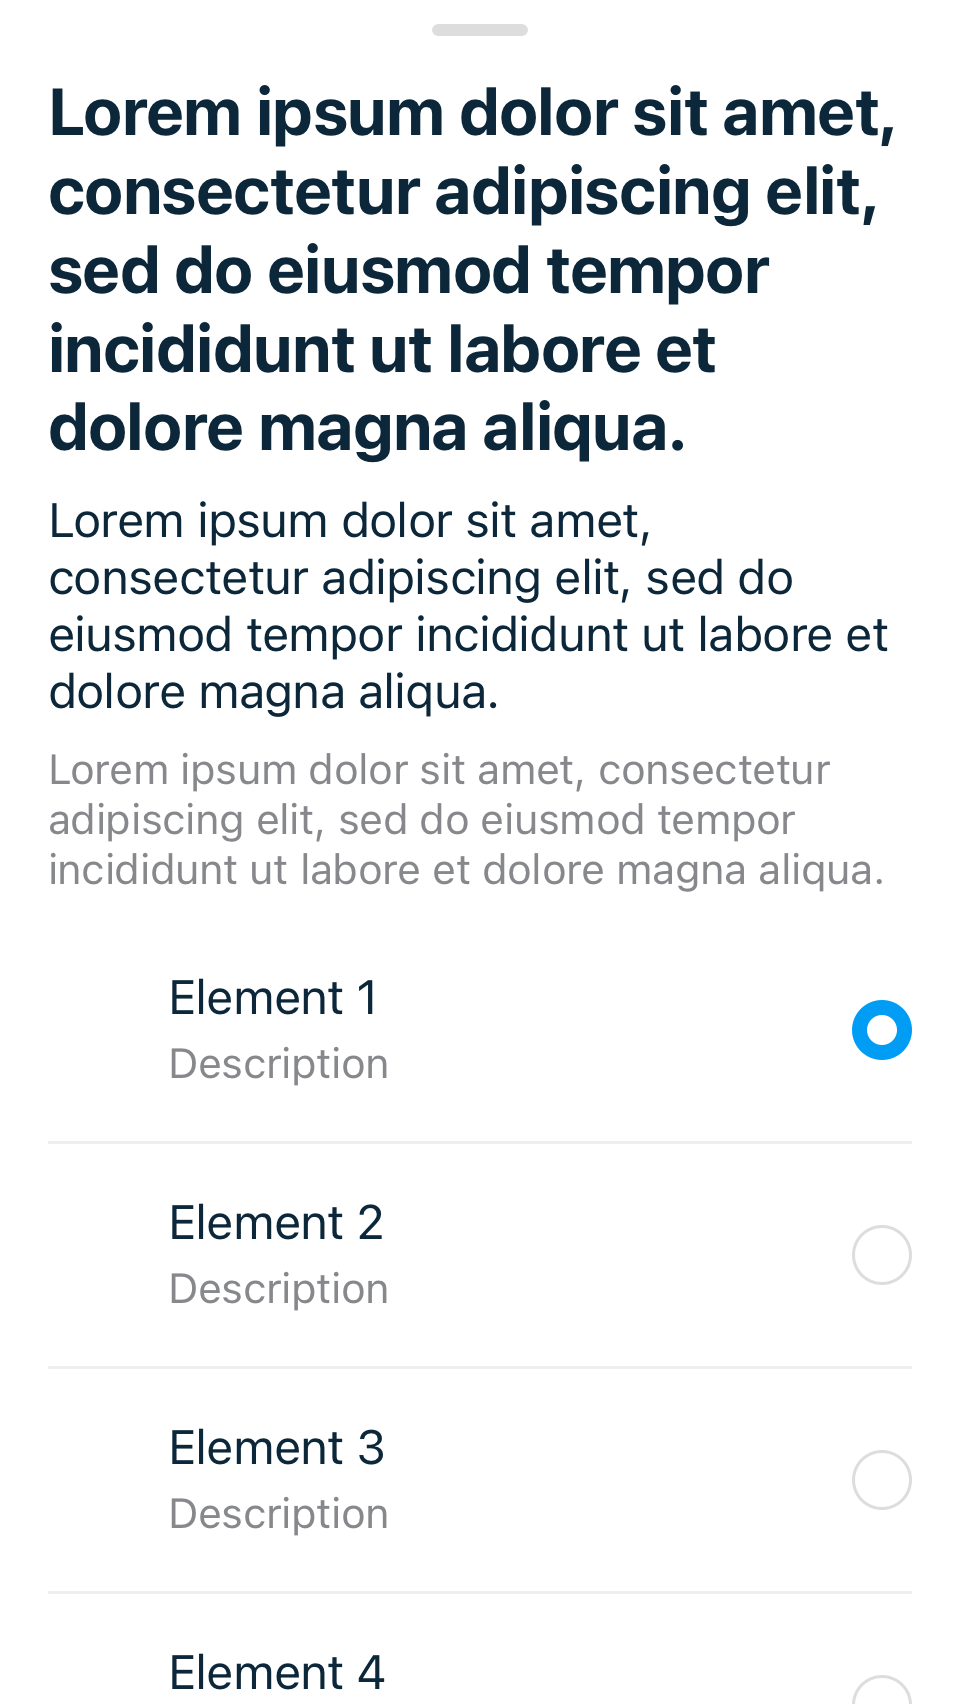 Lorem ipsum dolor sit amet,
consectetur adipiscing elit,
sed do eiusmod tempor
incididunt ut labore et
dolore magna aliqua.
Lorem ipsum dolor sit amet,
consectetur adipiscing elit, sed do
eiusmod tempor incididunt ut labore et
dolore magna aliqua.
Lorem ipsum dolor sit amet, consectetur
adipiscing elit, sed do eiusmod tempor
incididunt ut labore et dolore magna aliqua.
Element 1
Description
Element 2
Description
Element 3
Description
Element 4